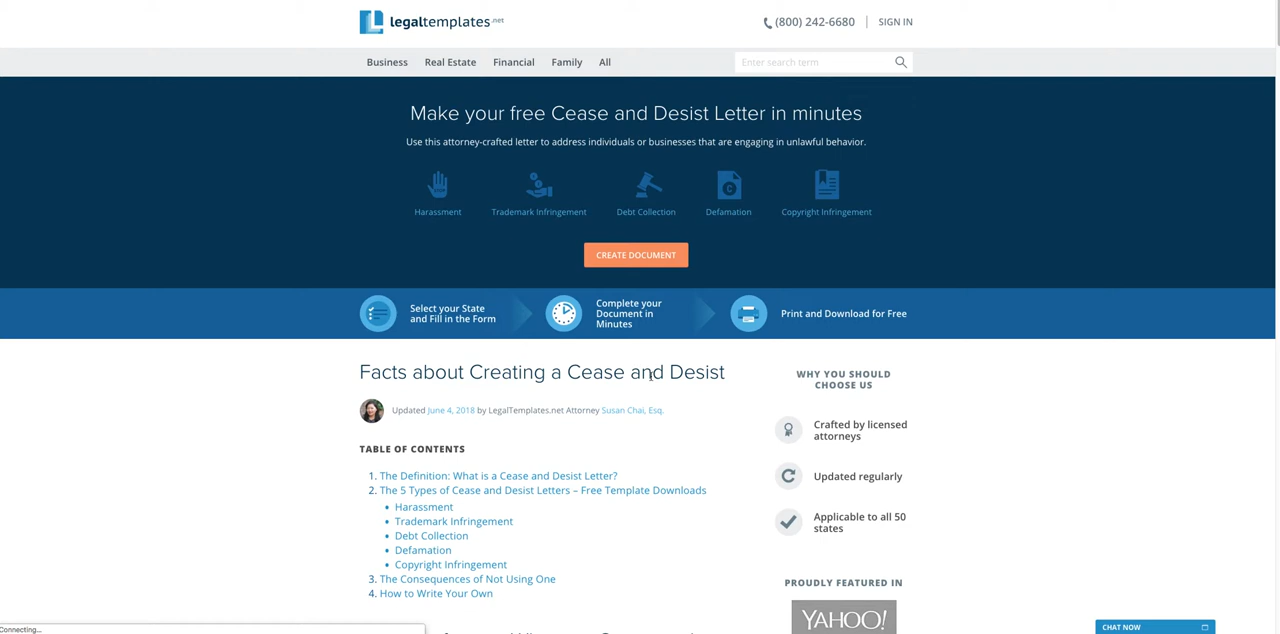 legaltemplates.net
(800) 242-6680
SIGN IN
Business
Real Estate
Financial
Family
All
Enter search term
Make your free Cease and Desist Letter in minutes
Use this attorney-crafted letter to address individuals or businesses that are engaging in unlawful behavior.
Harassment
Trademark Infringement
Debt Collection
Defamation
Copyright Infringement
CREATE DOCUMENT
Select your State
and Fill in the Form
Complete your
Document in
Minutes
Print and Download for Free
Facts about Creating a Cease and Desist
Updated June 4, 2018 by LegalTemplates.net Attorney Susan Chai, Esq.
TABLE OF CONTENTS
1. The Definition: What is a Cease and Desist Letter?
2. The 5 Types of Cease and Desist Letters – Free Template Downloads
• Harassment
• Trademark Infringement
• Debt Collection
• Defamation
• Copyright Infringement
3. The Consequences of Not Using One
4. How to Write Your Own
WHY YOU SHOULD
CHOOSE US
Crafted by licensed
attorneys
Updated regularly
Applicable to all 50
states
PROUDLY FEATURED IN
YAHOO!
Connecting...
CHAT NOW